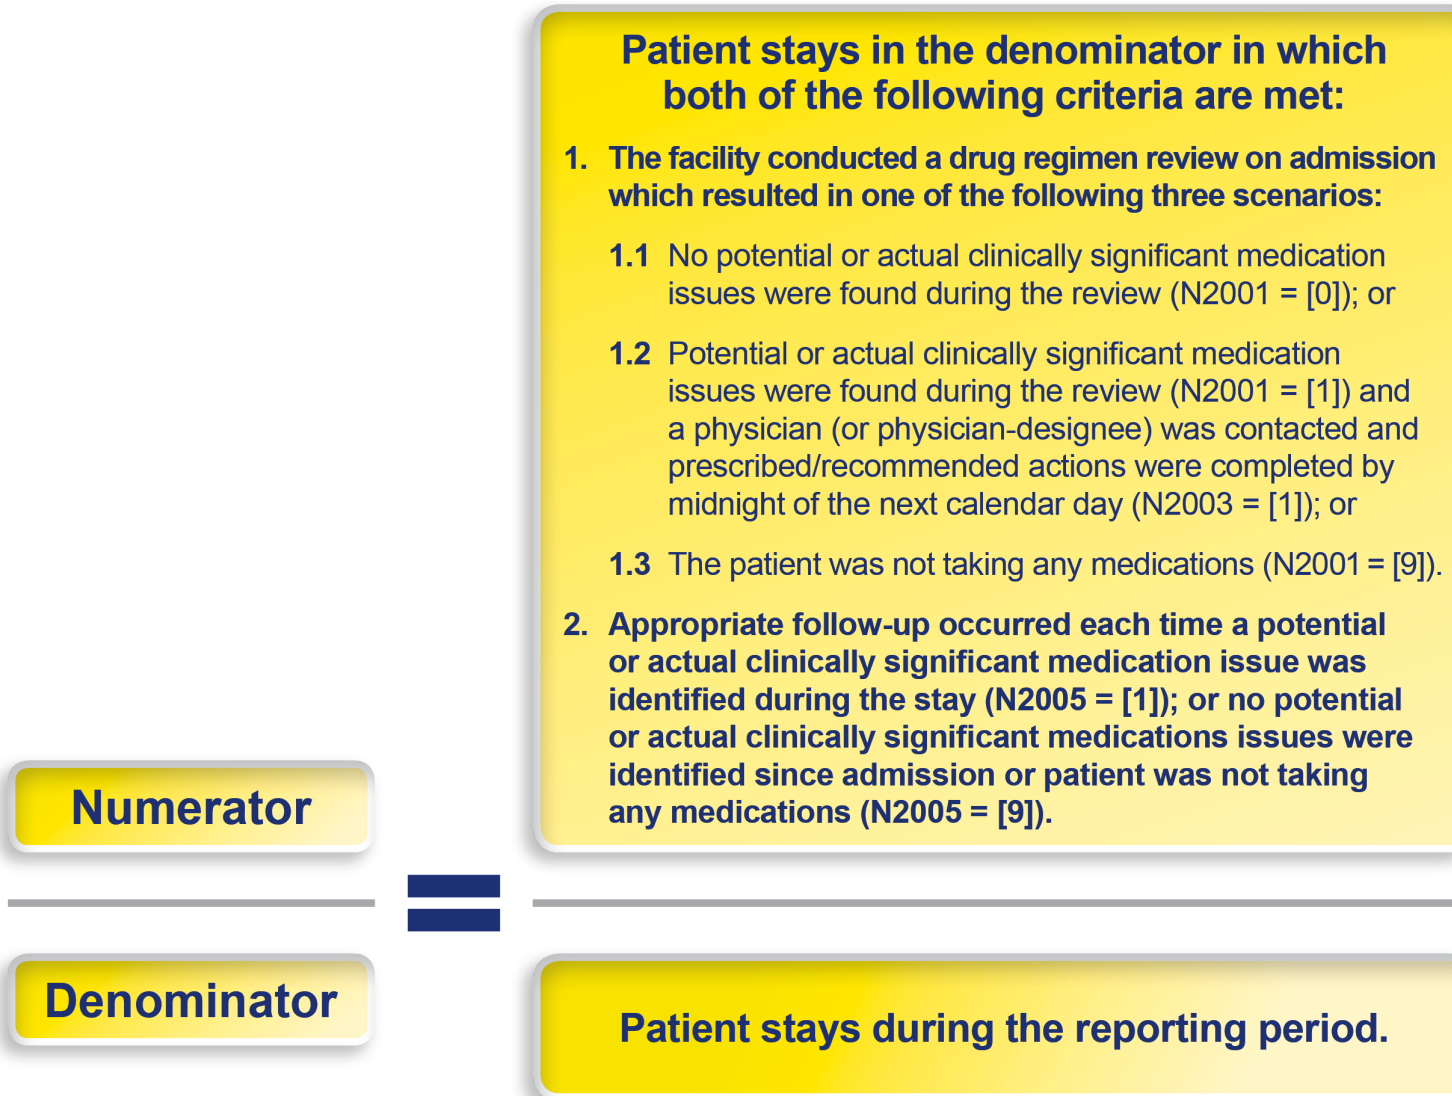 Patient stays in the denominator in which
both of the following criteria are met:
1. The facility conducted a drug regimen review on admission
which resulted in one of the following three scenarios:
1.1 No potential or actual clinically significant medication
issues were found during the review (N2001 = [0]); or
1.2 Potential or actual clinically significant medication
issues were found during the review (N2001 = [1]) and
a physician (or physician-designee) was contacted and
prescribed/recommended actions were completed by
midnight of the next calendar day (N2003 = [1]); or
1.3 The patient was not taking any medications (N2001 = [9]).
2. Appropriate follow-up occurred each time a potential
or actual clinically significant medication issue was
identified during the stay (N2005 = [1]); or no potential
or actual clinically significant medications issues were
identified since admission or patient was not taking
any medications (N2005 = [9]).
Numerator
=
Denominator
Patient stays during the reporting period.